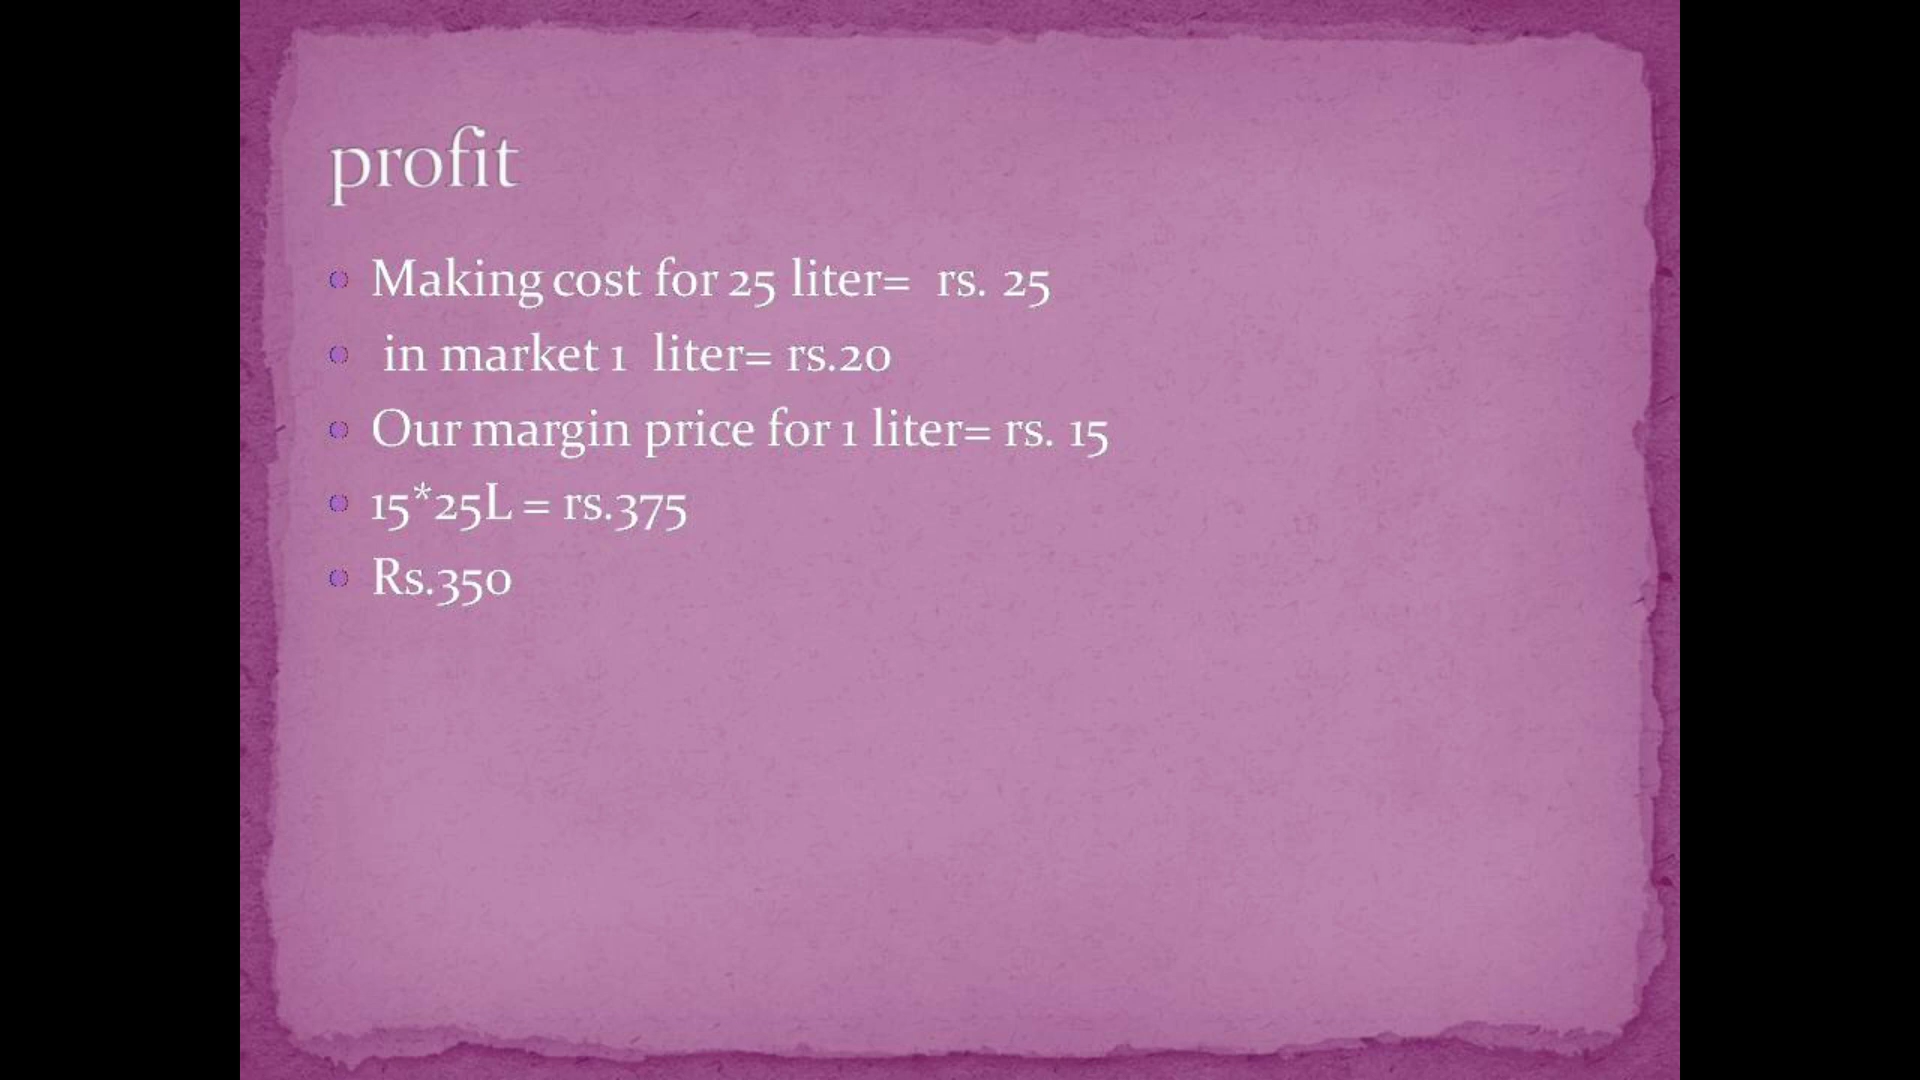 profit
Making cost for 25 liter= rs. 25
in market 1 liter= rs.20
Our margin price for 1 liter= rs. 15
15*25L = rs.375
Rs.350